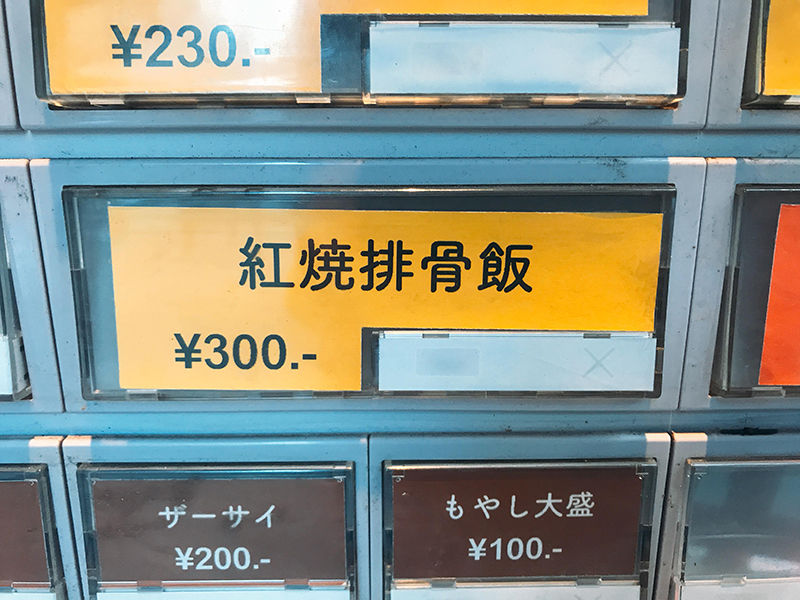 ¥230.-
紅焼排骨飯
¥300.-
ザーサイ
¥200.-
もやし大盛
¥100.-